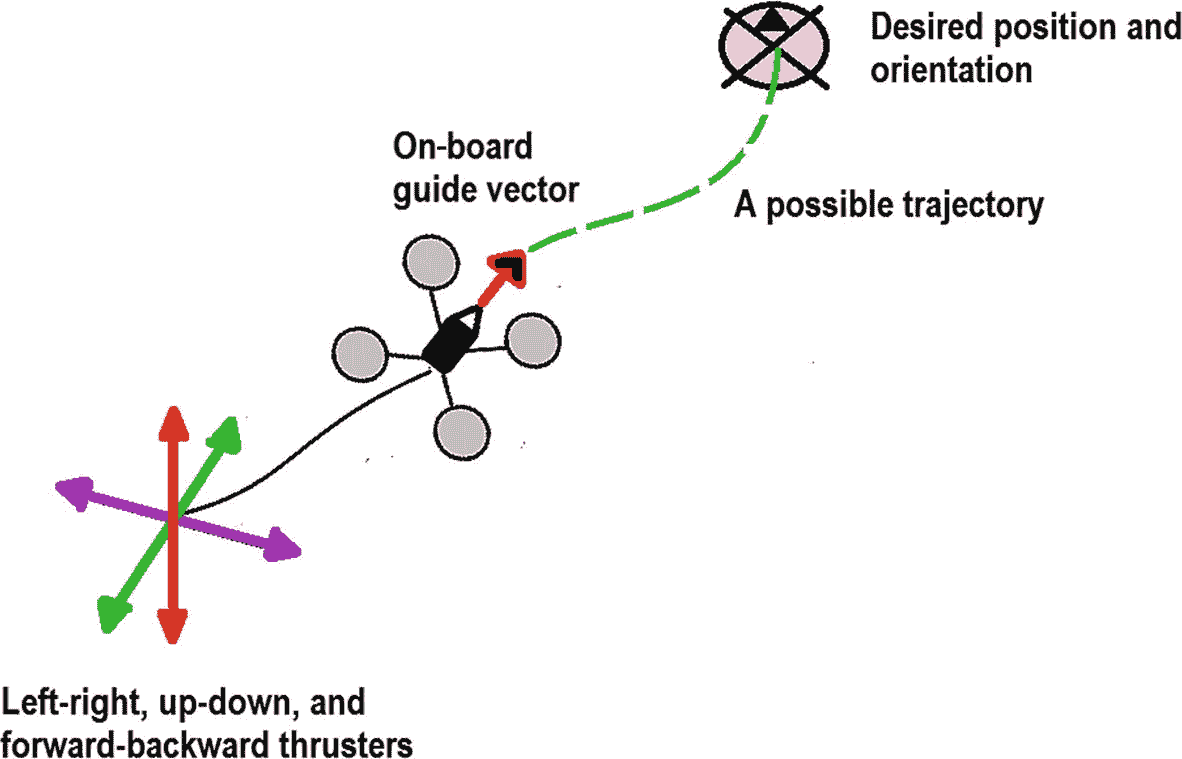 Desired position and
orientation
On-board
guide vector
A possible trajectory
Left-right, up-down, and
forward-backward thrusters